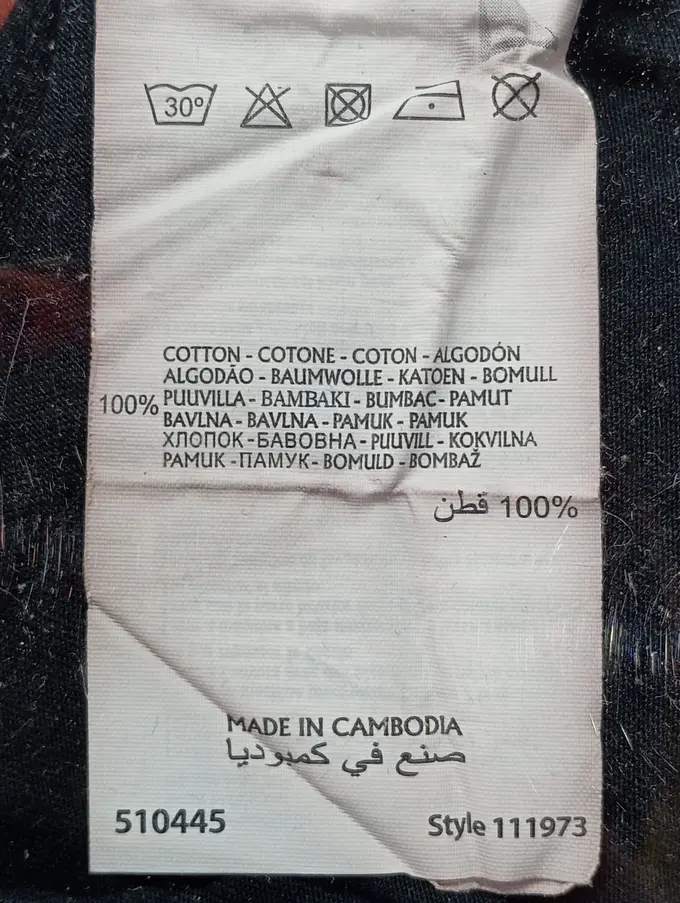 30°
COTTON - COTONE - COTON - ALGODÓN
ALGODÃO - BAUMWOLLE - KATOEN - BOMULL
100% PUUVILLA - BAMBAKI - BUMBAC - PAMUT
BAVLNA - BAVLNA - PAMUK - PAMUK
ХЛОПОК - БАВОВНА - PUUVILL - KOKVILNA
PAMUK - ПАМУК - BOMULD - BOMBAŽ
100% قطن
MADE IN CAMBODIA
صنع في كمبوديا
510445
Style 111973